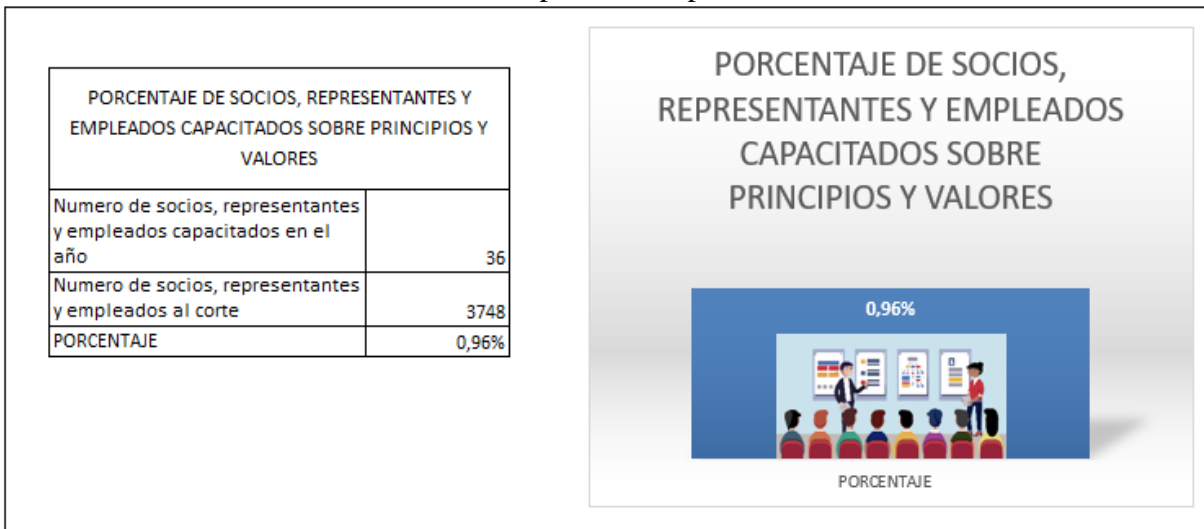 PORCENTAJE DE SOCIOS, REPRESENTANTES Y
EMPLEADOS CAPACITADOS SOBRE PRINCIPIOS Y
VALORES
Numero de socios, representantes
y empleados capacitados en el
año 36
Numero de socios, representantes
y empleados al corte 3748
PORCENTAJE 0,96%
PORCENTAJE DE SOCIOS,
REPRESENTANTES Y EMPLEADOS
CAPACITADOS SOBRE
PRINCIPIOS Y VALORES
0,96%
PORCENTAJE